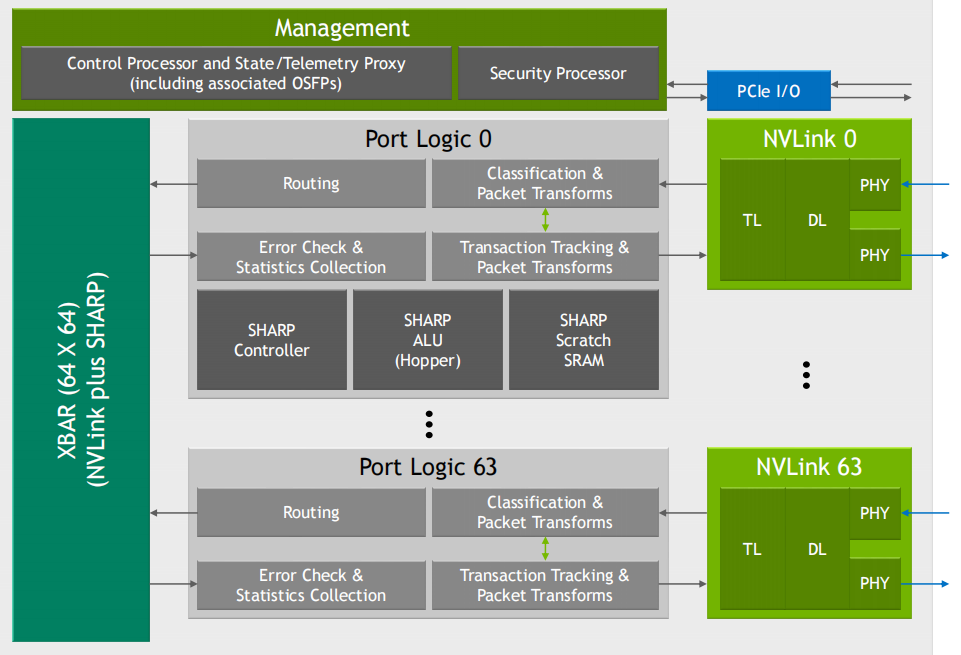 Management
Control Processor and State/Telemetry Proxy
(including associated OSFPs)
Security Processor
PCIe I/O
XBAR (64 X 64)
(NVLink plus SHARP)
Port Logic 0
Routing
Classification &
Packet Transforms
Error Check &
Statistics Collection
Transaction Tracking &
Packet Transforms
SHARP
Controller
SHARP
ALU
(Hopper)
SHARP
Scratch
SRAM
NVLink 0
TL
DL
PHY
PHY
Port Logic 63
Routing
Classification &
Packet Transforms
Error Check &
Statistics Collection
Transaction Tracking &
Packet Transforms
NVLink 63
TL
DL
PHY
PHY